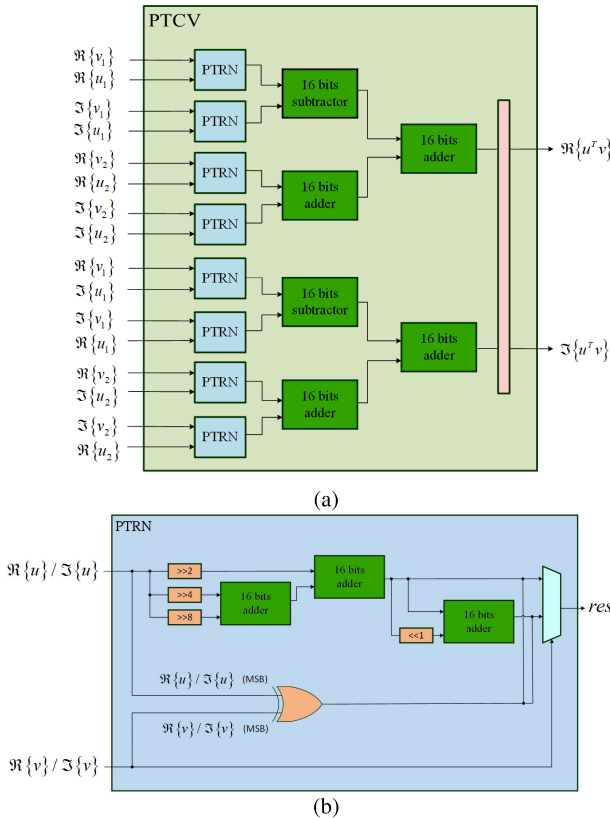 PTCV
ℜ{v₁}
ℜ{u₁}
PTRN
ℑ{v₁}
ℑ{u₁}
PTRN
16 bits
subtractor
ℜ{v₂}
ℜ{u₂}
PTRN
ℑ{v₂}
ℑ{u₂}
PTRN
16 bits
adder
16 bits
adder
ℜ{uᵀv}
ℜ{v₁}
ℑ{u₁}
PTRN
ℑ{v₁}
ℜ{u₁}
PTRN
16 bits
subtractor
ℜ{v₂}
ℑ{u₂}
PTRN
ℑ{v₂}
ℜ{u₂}
PTRN
16 bits
adder
16 bits
adder
ℑ{uᵀv}
(a)
PTRN
ℜ{u} / ℑ{u}
>>2
>>4
>>8
16 bits
adder
16 bits
adder
<<1
16 bits
adder
res
ℜ{u} / ℑ{u} (MSB)
ℜ{v} / ℑ{v} (MSB)
ℜ{v} / ℑ{v}
(b)